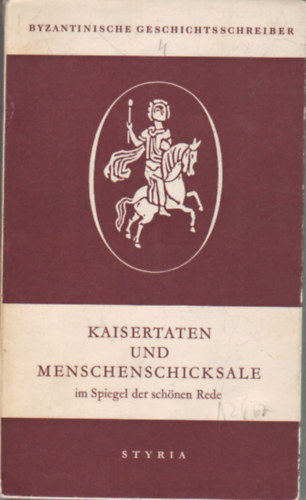 BYZANTINISCHE GESCHICHTSSCHREIBER
KAISERTATEN
UND
MENSCHENSCHICKSALE
im Spiegel der schönen Rede
STYRIA